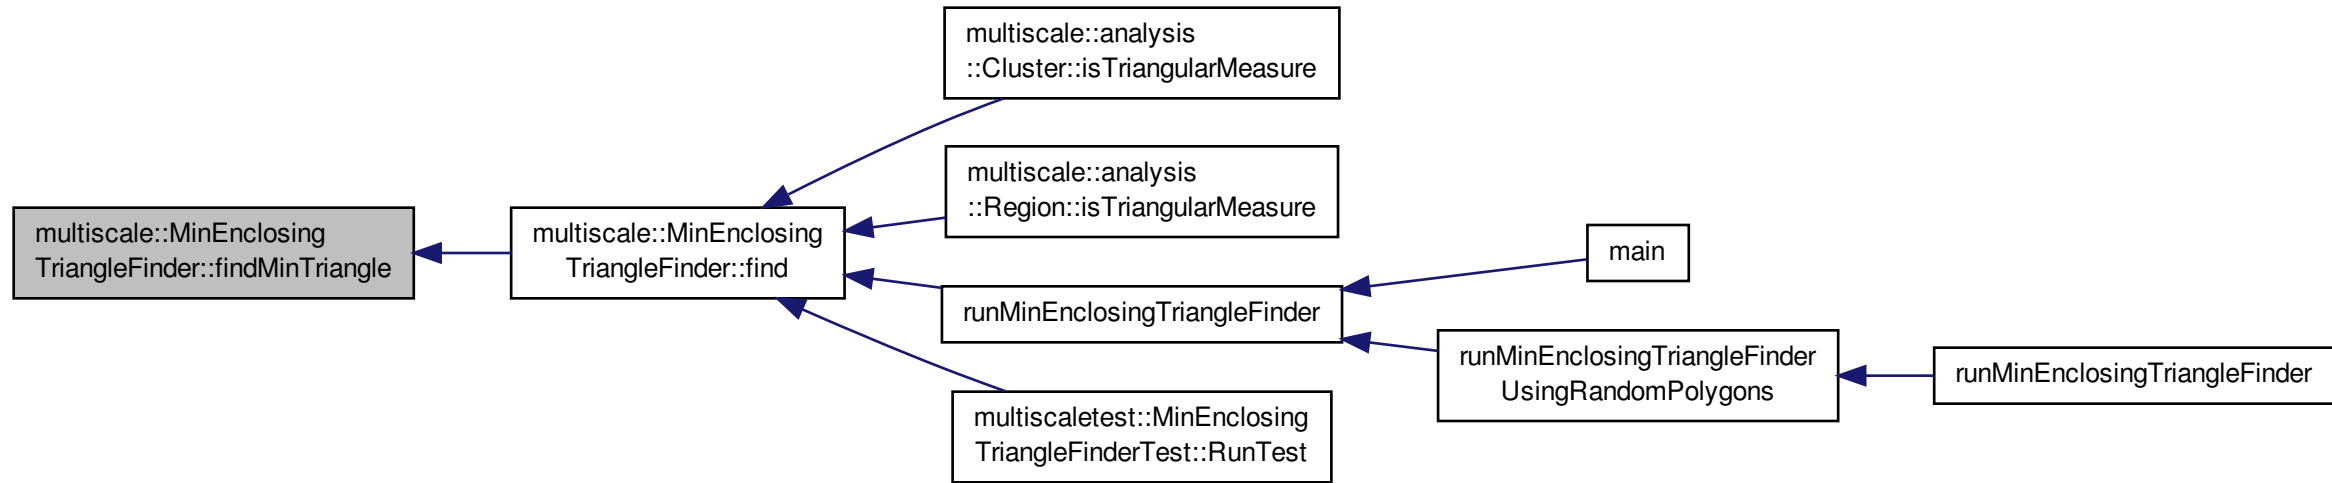 multiscale::analysis
::Cluster::isTriangularMeasure
multiscale::analysis
::Region::isTriangularMeasure
multiscale::MinEnclosing
TriangleFinder::findMinTriangle
multiscale::MinEnclosing
TriangleFinder::find
main
runMinEnclosingTriangleFinder
runMinEnclosingTriangleFinder
UsingRandomPolygons
runMinEnclosingTriangleFinder
multiscaletest::MinEnclosing
TriangleFinderTest::RunTest